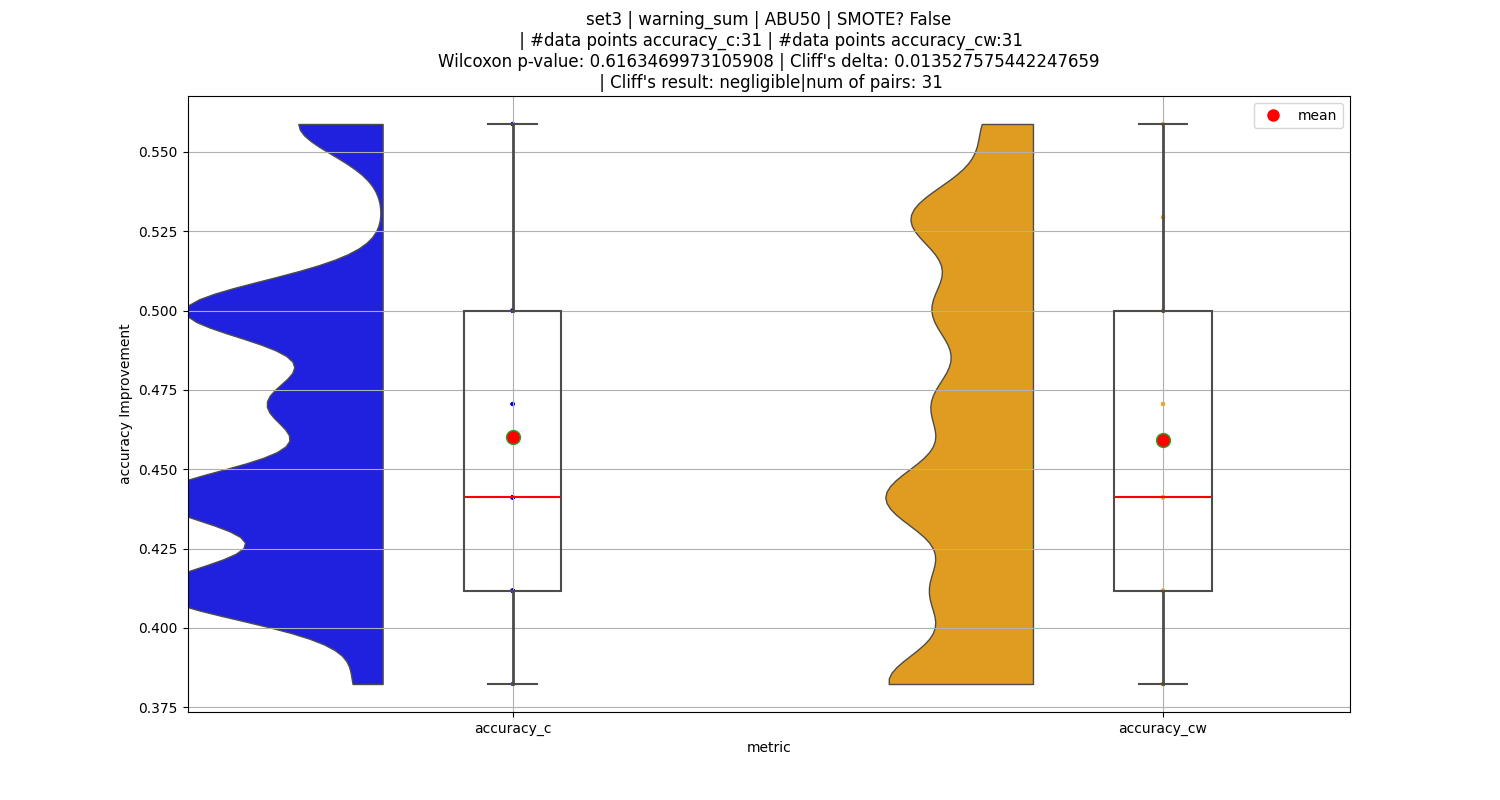 set3 | warning_sum | ABU50 | SMOTE? False
| #data points accuracy_c:31 | #data points accuracy_cw:31
Wilcoxon p-value: 0.6163469973105908 | Cliff's delta: 0.013527575442247659
| Cliff's result: negligible|num of pairs: 31
mean
0.550
0.525
0.500
0.475
0.450
0.425
0.400
0.375
accuracy Improvement
accuracy_c
accuracy_cw
metric